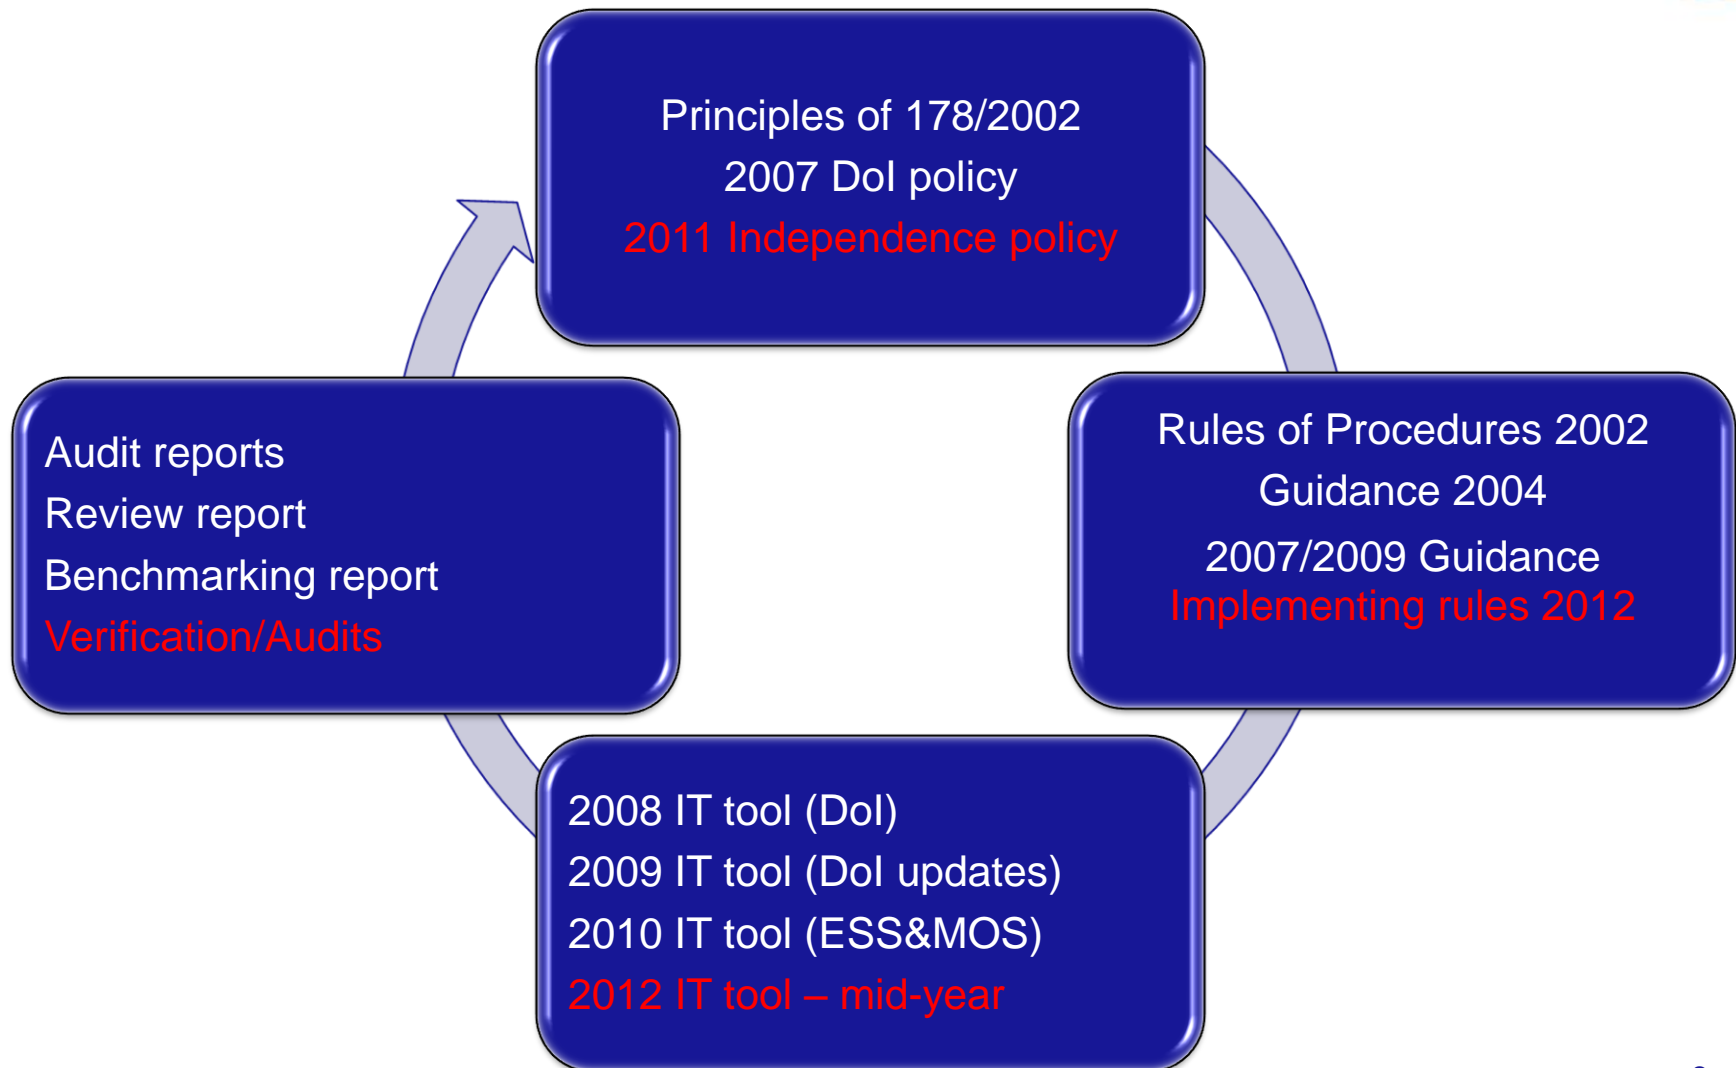 Principles of 178/2002
2007 DoI policy
2011 Independence policy
Rules of Procedures 2002
Guidance 2004
2007/2009 Guidance
Implementing rules 2012
2008 IT tool (DoI)
2009 IT tool (DoI updates)
2010 IT tool (ESS&MOS)
2012 IT tool – mid-year
Audit reports
Review report
Benchmarking report
Verification/Audits